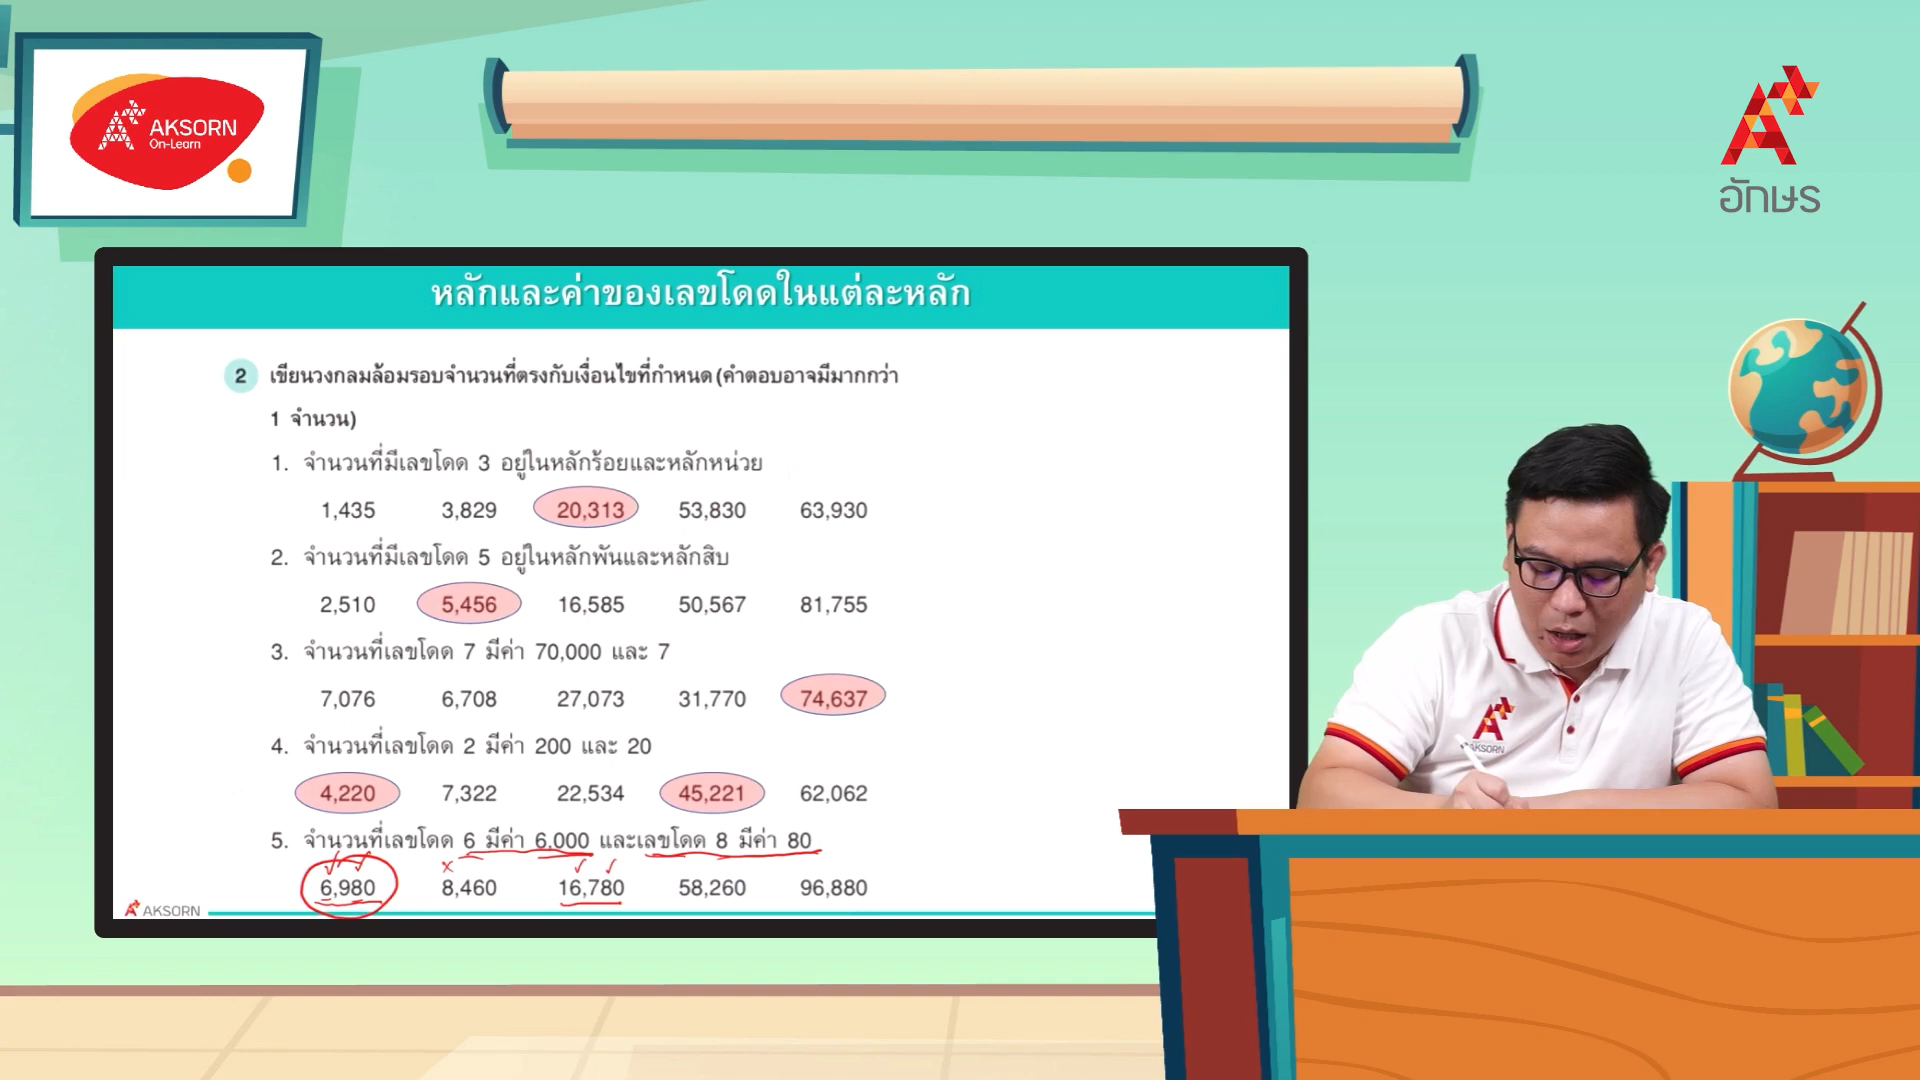 AKSORN
On-Learn
อักษร
หลักและค่าของเลขโดดในแต่ละหลัก
2 เขียนวงกลมล้อมรอบจำนวนที่ตรงกับเงื่อนไขที่กำหนด (คำตอบอาจมีมากกว่า
1 จำนวน)
1. จำนวนที่มีเลขโดด 3 อยู่ในหลักร้อยและหลักหน่วย
1,435 3,829 20,313 53,830 63,930
2. จำนวนที่มีเลขโดด 5 อยู่ในหลักพันและหลักสิบ
2,510 5,456 16,585 50,567 81,755
3. จำนวนที่เลขโดด 7 มีค่า 70,000 และ 7
7,076 6,708 27,073 31,770 74,637
4. จำนวนที่เลขโดด 2 มีค่า 200 และ 20
4,220 7,322 22,534 45,221 62,062
5. จำนวนที่เลขโดด 6 มีค่า 6,000 และเลขโดด 8 มีค่า 80
6,980 8,460 16,780 58,260 96,880
AKSORN
AKSORN